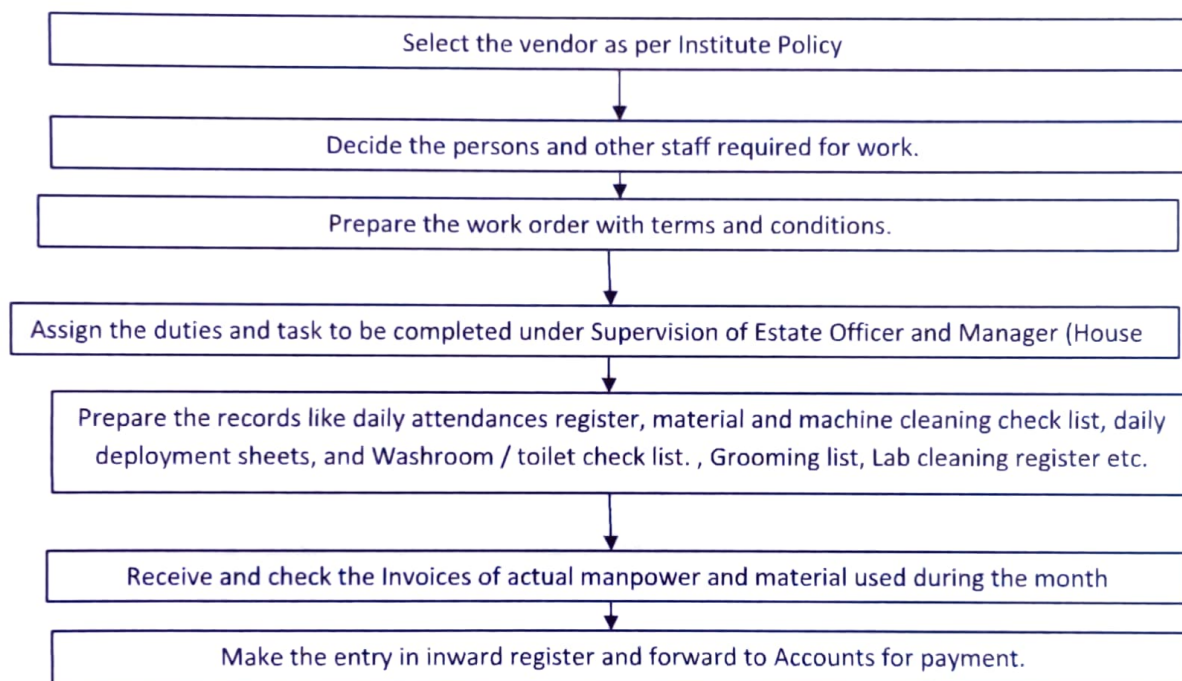 Select the vendor as per Institute Policy
Decide the persons and other staff required for work.
Prepare the work order with terms and conditions.
Assign the duties and task to be completed under Supervision of Estate Officer and Manager (House
Prepare the records like daily attendances register, material and machine cleaning check list, daily
deployment sheets, and Washroom / toilet check list. , Grooming list, Lab cleaning register etc.
Receive and check the Invoices of actual manpower and material used during the month
Make the entry in inward register and forward to Accounts for payment.